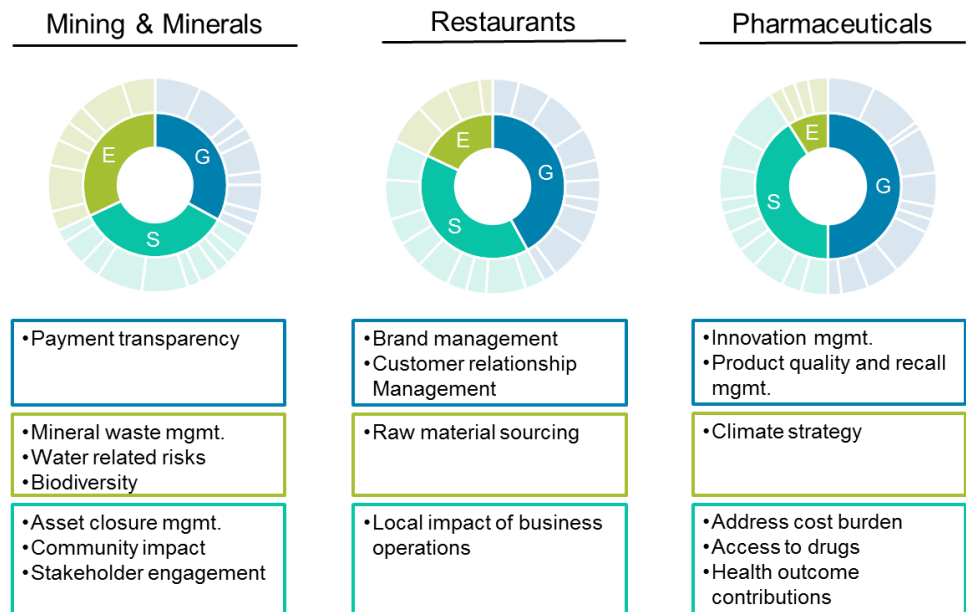 Mining & Minerals
Restaurants
Pharmaceuticals
E
G
S
E
G
S
E
G
S
•Payment transparency
•Brand management
•Customer relationship
Management
•Innovation mgmt.
•Product quality and recall
mgmt.
•Mineral waste mgmt.
•Water related risks
•Biodiversity
•Raw material sourcing
•Climate strategy
•Asset closure mgmt.
•Community impact
•Stakeholder engagement
•Local impact of business
operations
•Address cost burden
•Access to drugs
•Health outcome
contributions